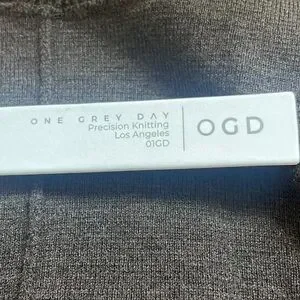 ONE GREY DAY
Precision Knitting
Los Angeles
01GD
OGD